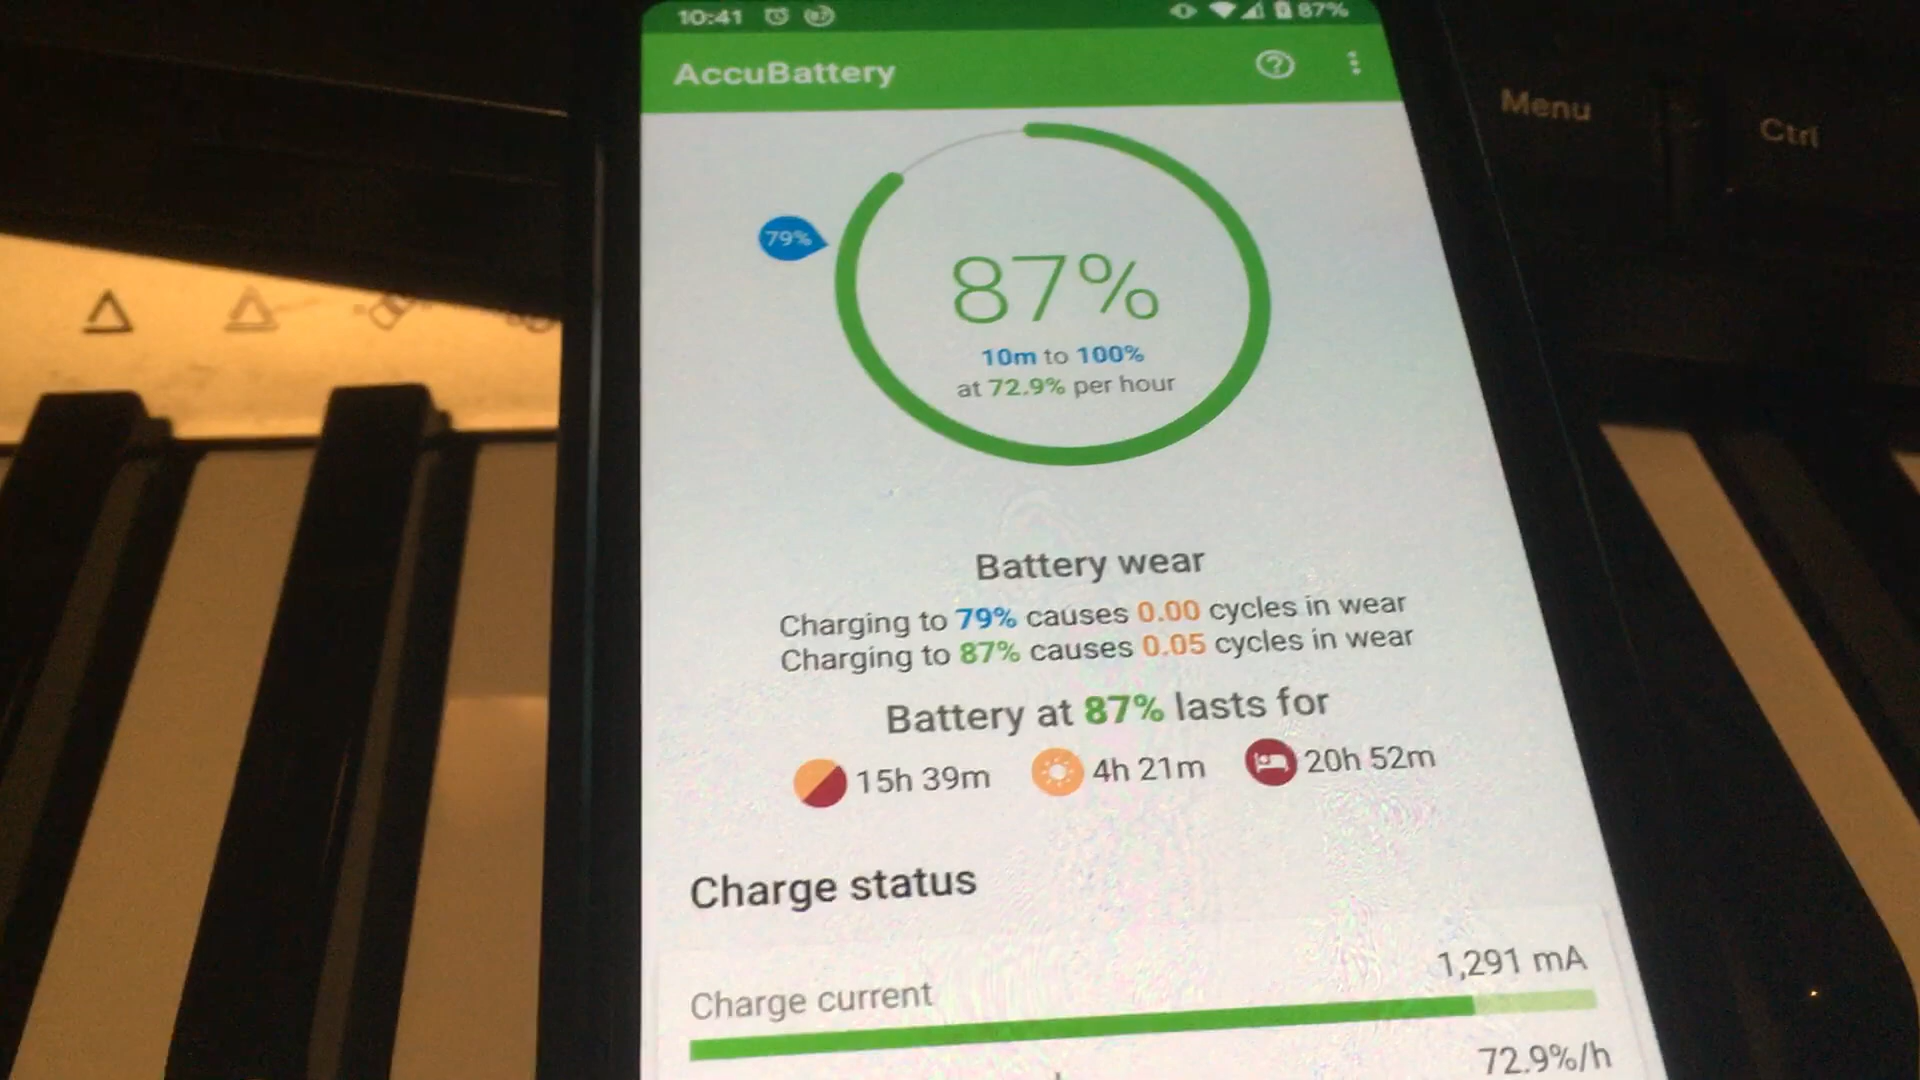 10:41
87%
AccuBattery
Menu
Ctrl
79%
87%
10m to 100%
at 72.9% per hour
Battery wear
Charging to 79% causes 0.00 cycles in wear
Charging to 87% causes 0.05 cycles in wear
Battery at 87% lasts for
15h 39m 4h 21m 20h 52m
Charge status
1,291 mA
Charge current
72.9%/h